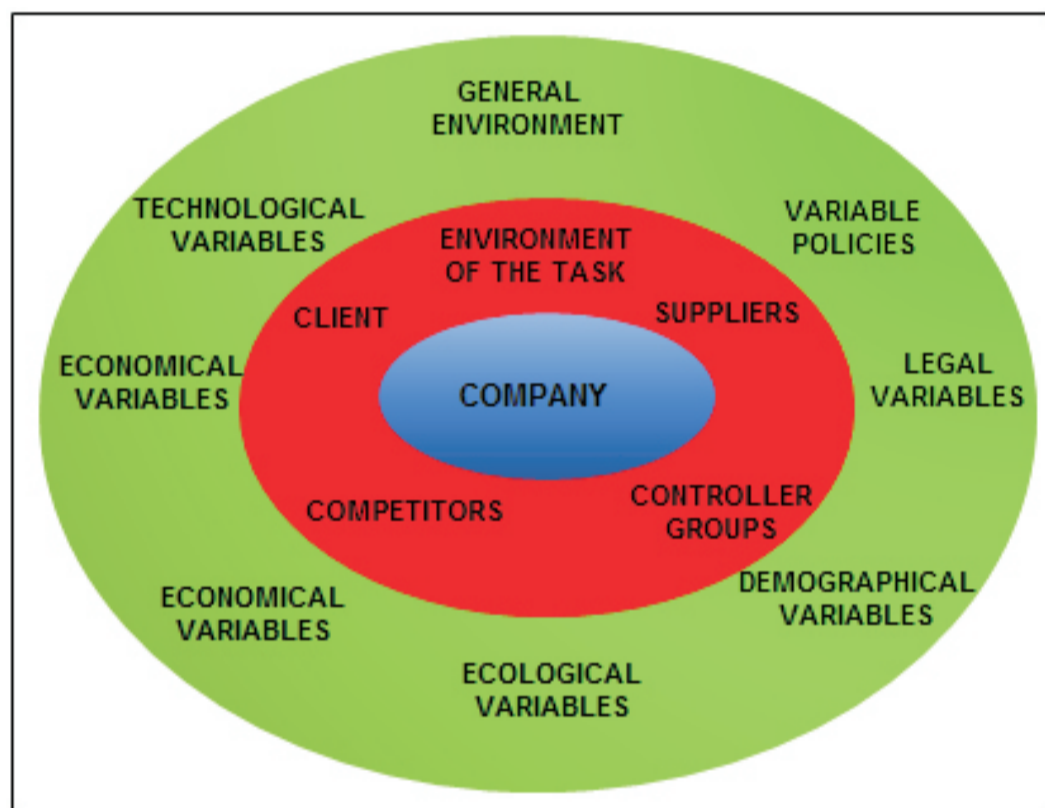 GENERAL
ENVIRONMENT
TECHNOLOGICAL
VARIABLES
VARIABLE
POLICIES
ENVIRONMENT
OF THE TASK
CLIENT
SUPPLIERS
ECONOMICAL
VARIABLES
COMPANY
LEGAL
VARIABLES
COMPETITORS
CONTROLLER
GROUPS
ECONOMICAL
VARIABLES
DEMOGRAPHICAL
VARIABLES
ECOLOGICAL
VARIABLES